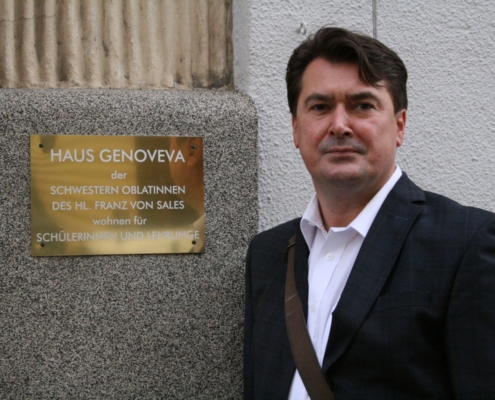 HAUS GENOVEVA
der
SCHWESTERN OBLATINNEN
DES HL. FRANZ VON SALES
wohnen für
SCHÜLERINNEN UND LEHRLINGE